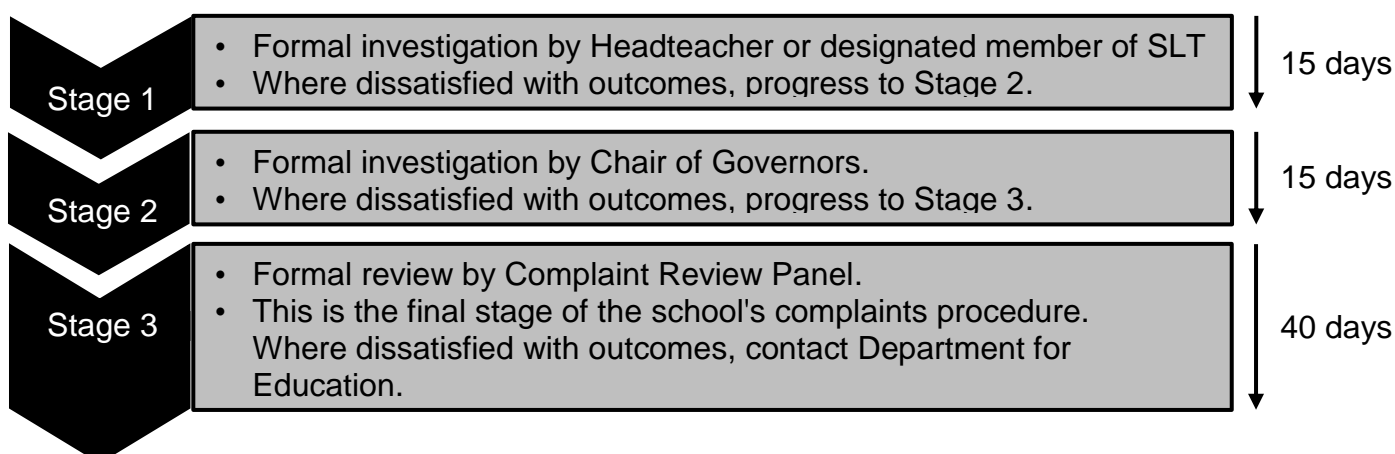 Stage 1
• Formal investigation by Headteacher or designated member of SLT
• Where dissatisfied with outcomes, progress to Stage 2.
15 days
Stage 2
• Formal investigation by Chair of Governors.
• Where dissatisfied with outcomes, progress to Stage 3.
15 days
Stage 3
• Formal review by Complaint Review Panel.
• This is the final stage of the school's complaints procedure.
Where dissatisfied with outcomes, contact Department for
Education.
40 days